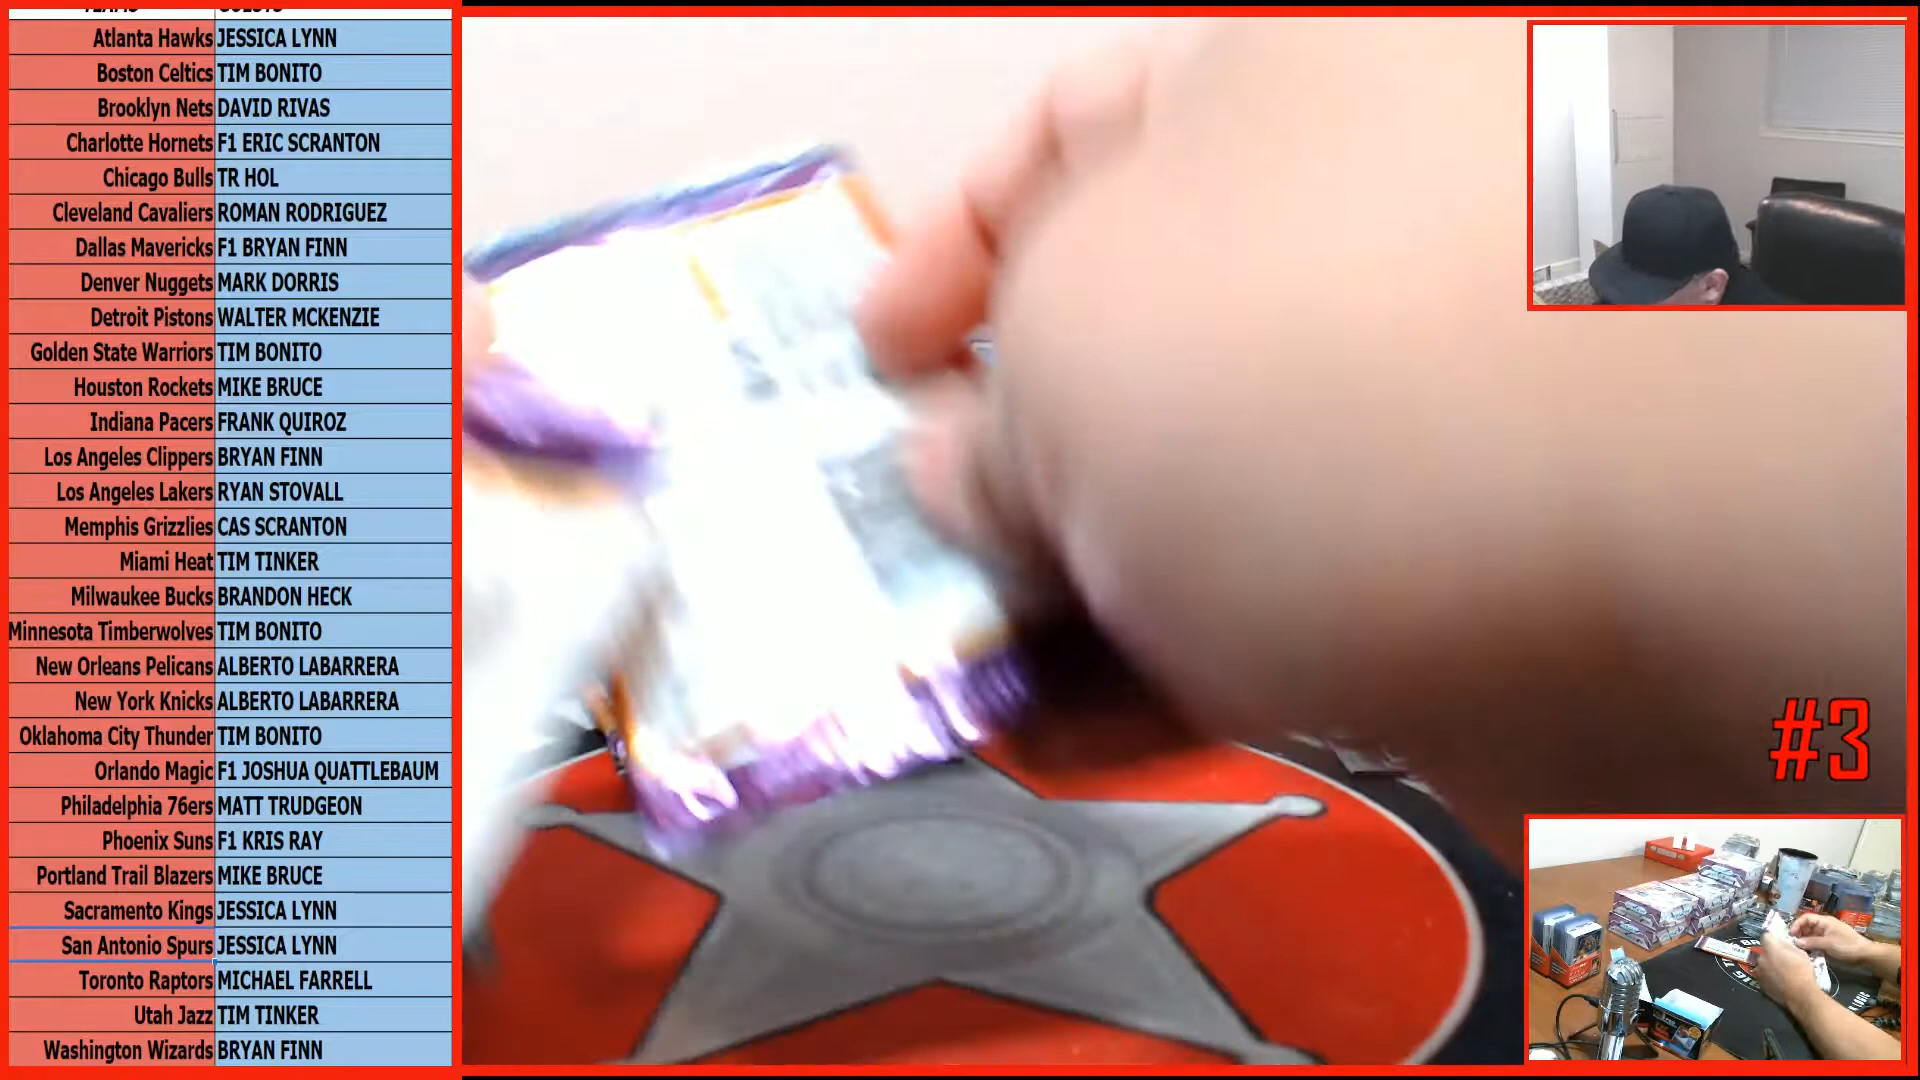 TEAMS GUESTS
Atlanta Hawks JESSICA LYNN
Boston Celtics TIM BONITO
Brooklyn Nets DAVID RIVAS
Charlotte Hornets F1 ERIC SCRANTON
Chicago Bulls TR HOL
Cleveland Cavaliers ROMAN RODRIGUEZ
Dallas Mavericks F1 BRYAN FINN
Denver Nuggets MARK DORRIS
Detroit Pistons WALTER MCKENZIE
Golden State Warriors TIM BONITO
Houston Rockets MIKE BRUCE
Indiana Pacers FRANK QUIROZ
Los Angeles Clippers BRYAN FINN
Los Angeles Lakers RYAN STOVALL
Memphis Grizzlies CAS SCRANTON
Miami Heat TIM TINKER
Milwaukee Bucks BRANDON HECK
Minnesota Timberwolves TIM BONITO
New Orleans Pelicans ALBERTO LABARRERA
New York Knicks ALBERTO LABARRERA
Oklahoma City Thunder TIM BONITO
Orlando Magic F1 JOSHUA QUATTLEBAUM
Philadelphia 76ers MATT TRUDGEON
Phoenix Suns F1 KRIS RAY
Portland Trail Blazers MIKE BRUCE
Sacramento Kings JESSICA LYNN
San Antonio Spurs JESSICA LYNN
Toronto Raptors MICHAEL FARRELL
Utah Jazz TIM TINKER
Washington Wizards BRYAN FINN
#3